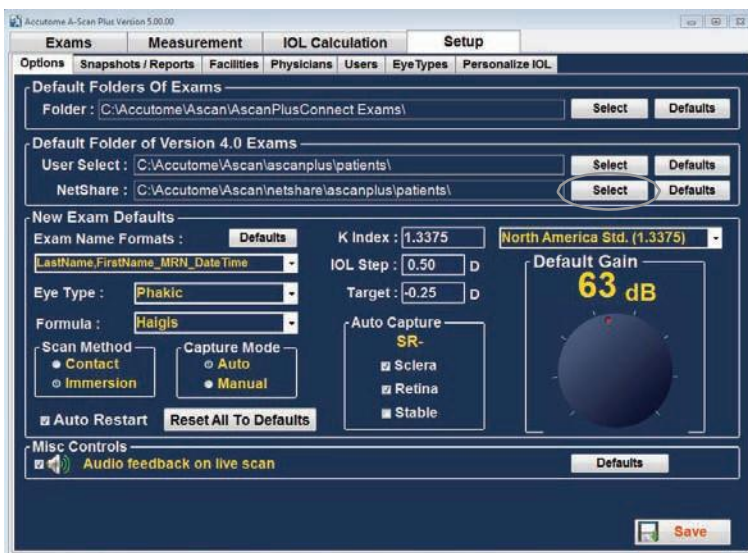 Accutome A-Scan Plus Version 5.00.00
Exams Measurement IOL Calculation Setup
Options Snapshots / Reports Facilities Physicians Users Eye Types Personalize IOL
Default Folders Of Exams
Folder : C:\Accutome\Ascan\AscanPlusConnect Exams\ Select Defaults
Default Folder of Version 4.0 Exams
User Select : C:\Accutome\Ascan\ascanplus\patients\ Select Defaults
NetShare : C:\Accutome\Ascan\netshare\ascanplus\patients\ Select Defaults
New Exam Defaults
Exam Name Formats : Defaults
LastName,FirstName_MRN_DateTime
Eye Type : Phakic
Formula : Haigis
Scan Method
Contact
Immersion
Capture Mode
Auto
Manual
Auto Restart Reset All To Defaults
K Index : 1.3375 North America Std. (1.3375)
IOL Step : 0.50 D
Target : -0.25 D
Auto Capture
SR-
Sclera
Retina
Stable
Default Gain
63 dB
Misc Controls
Audio feedback on live scan Defaults
Save